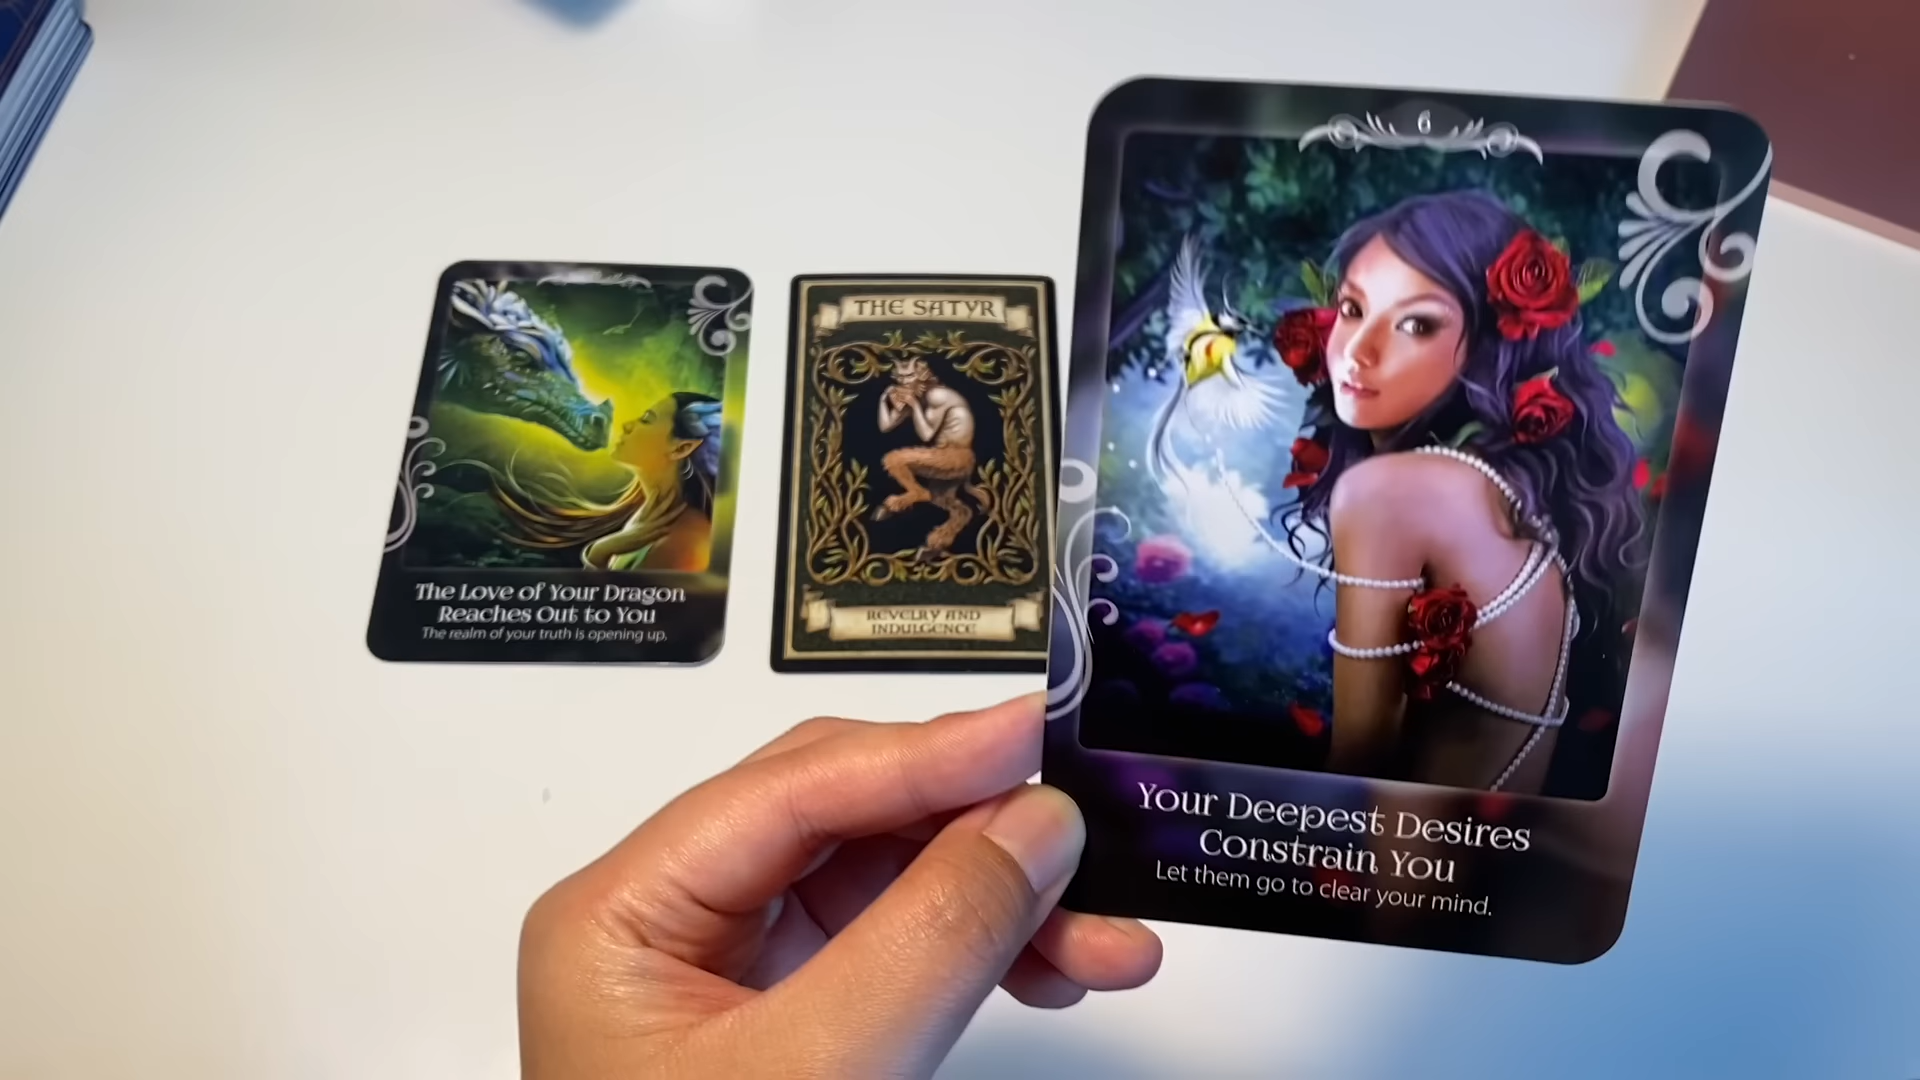 The Love of Your Dragon
Reaches Out to You
The realm of your truth is opening up.
THE SATYR
REVELRY AND
INDULGENCE
6
Your Deepest Desires
Constrain You
Let them go to clear your mind.